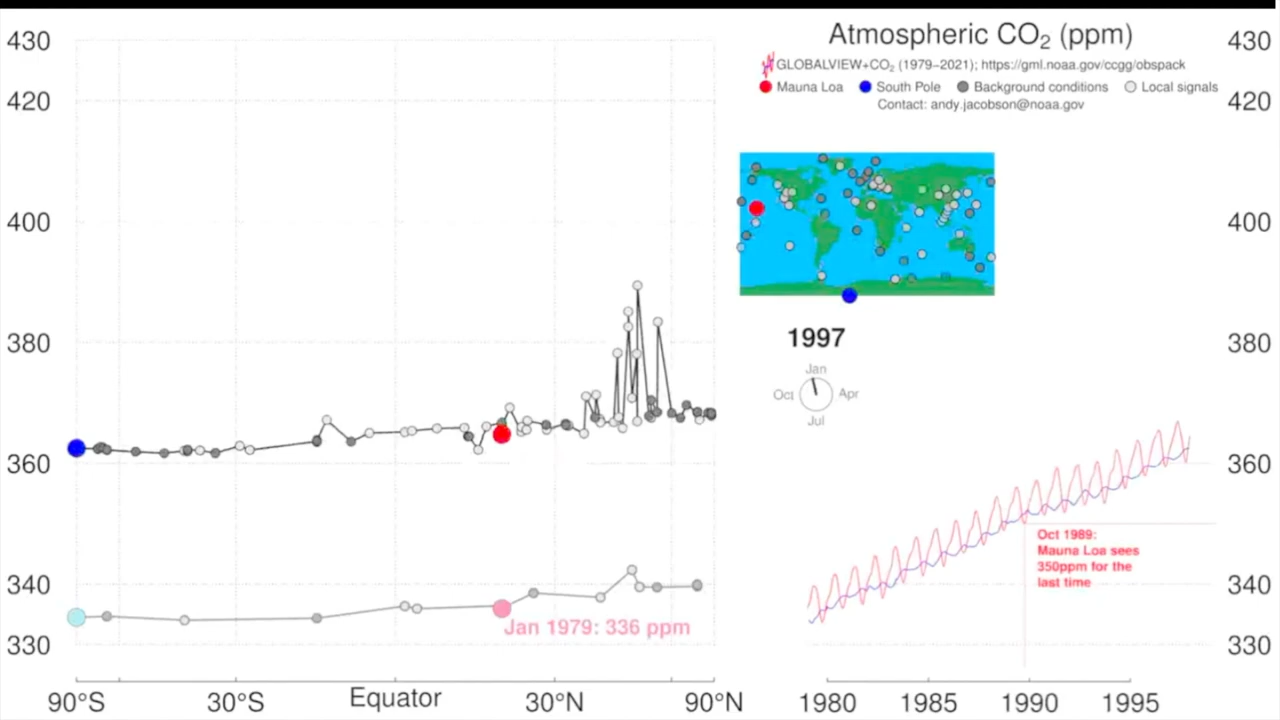 Atmospheric CO₂ (ppm)
GLOBALVIEW+CO₂ (1979–2021); https://gml.noaa.gov/ccgg/obspack
Mauna Loa South Pole Background conditions Local signals
Contact: andy.jacobson@noaa.gov
430
420
400
380
360
340
330
430
420
400
380
360
340
330
1997
Jan
Oct Apr
Jul
Oct 1989:
Mauna Loa sees
350ppm for the
last time
Jan 1979: 336 ppm
90°S 30°S Equator 30°N 90°N
1980 1985 1990 1995